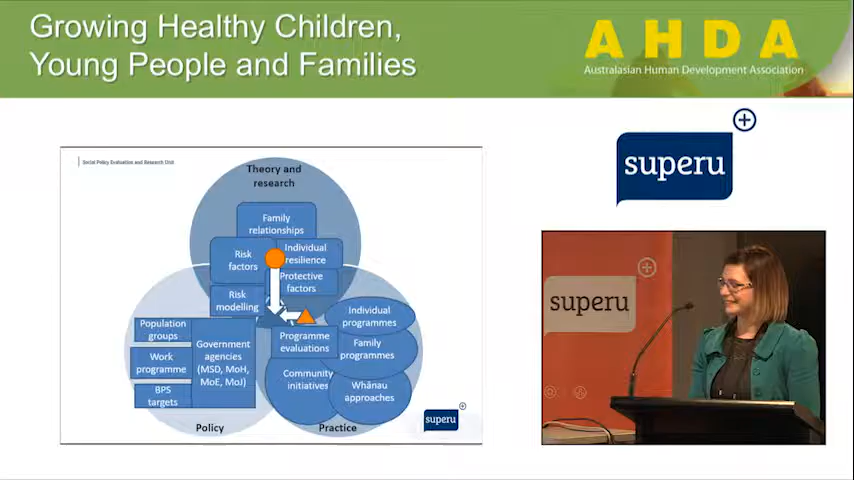 Growing Healthy Children,
Young People and Families
AHDA
Australasian Human Development Association
superu
Social Policy Evaluation and Research Unit
Theory and
research
Family
relationships
Risk
factors
Individual
resilience
Protective
factors
Risk
modelling
Individual
programmes
Population
groups
Government
agencies
(MSD, MoH,
MoE, MoJ)
Programme
evaluations
Family
programmes
Work
programme
Community
initiatives
Whānau
approaches
BPS
targets
Policy
Practice
superu
superu